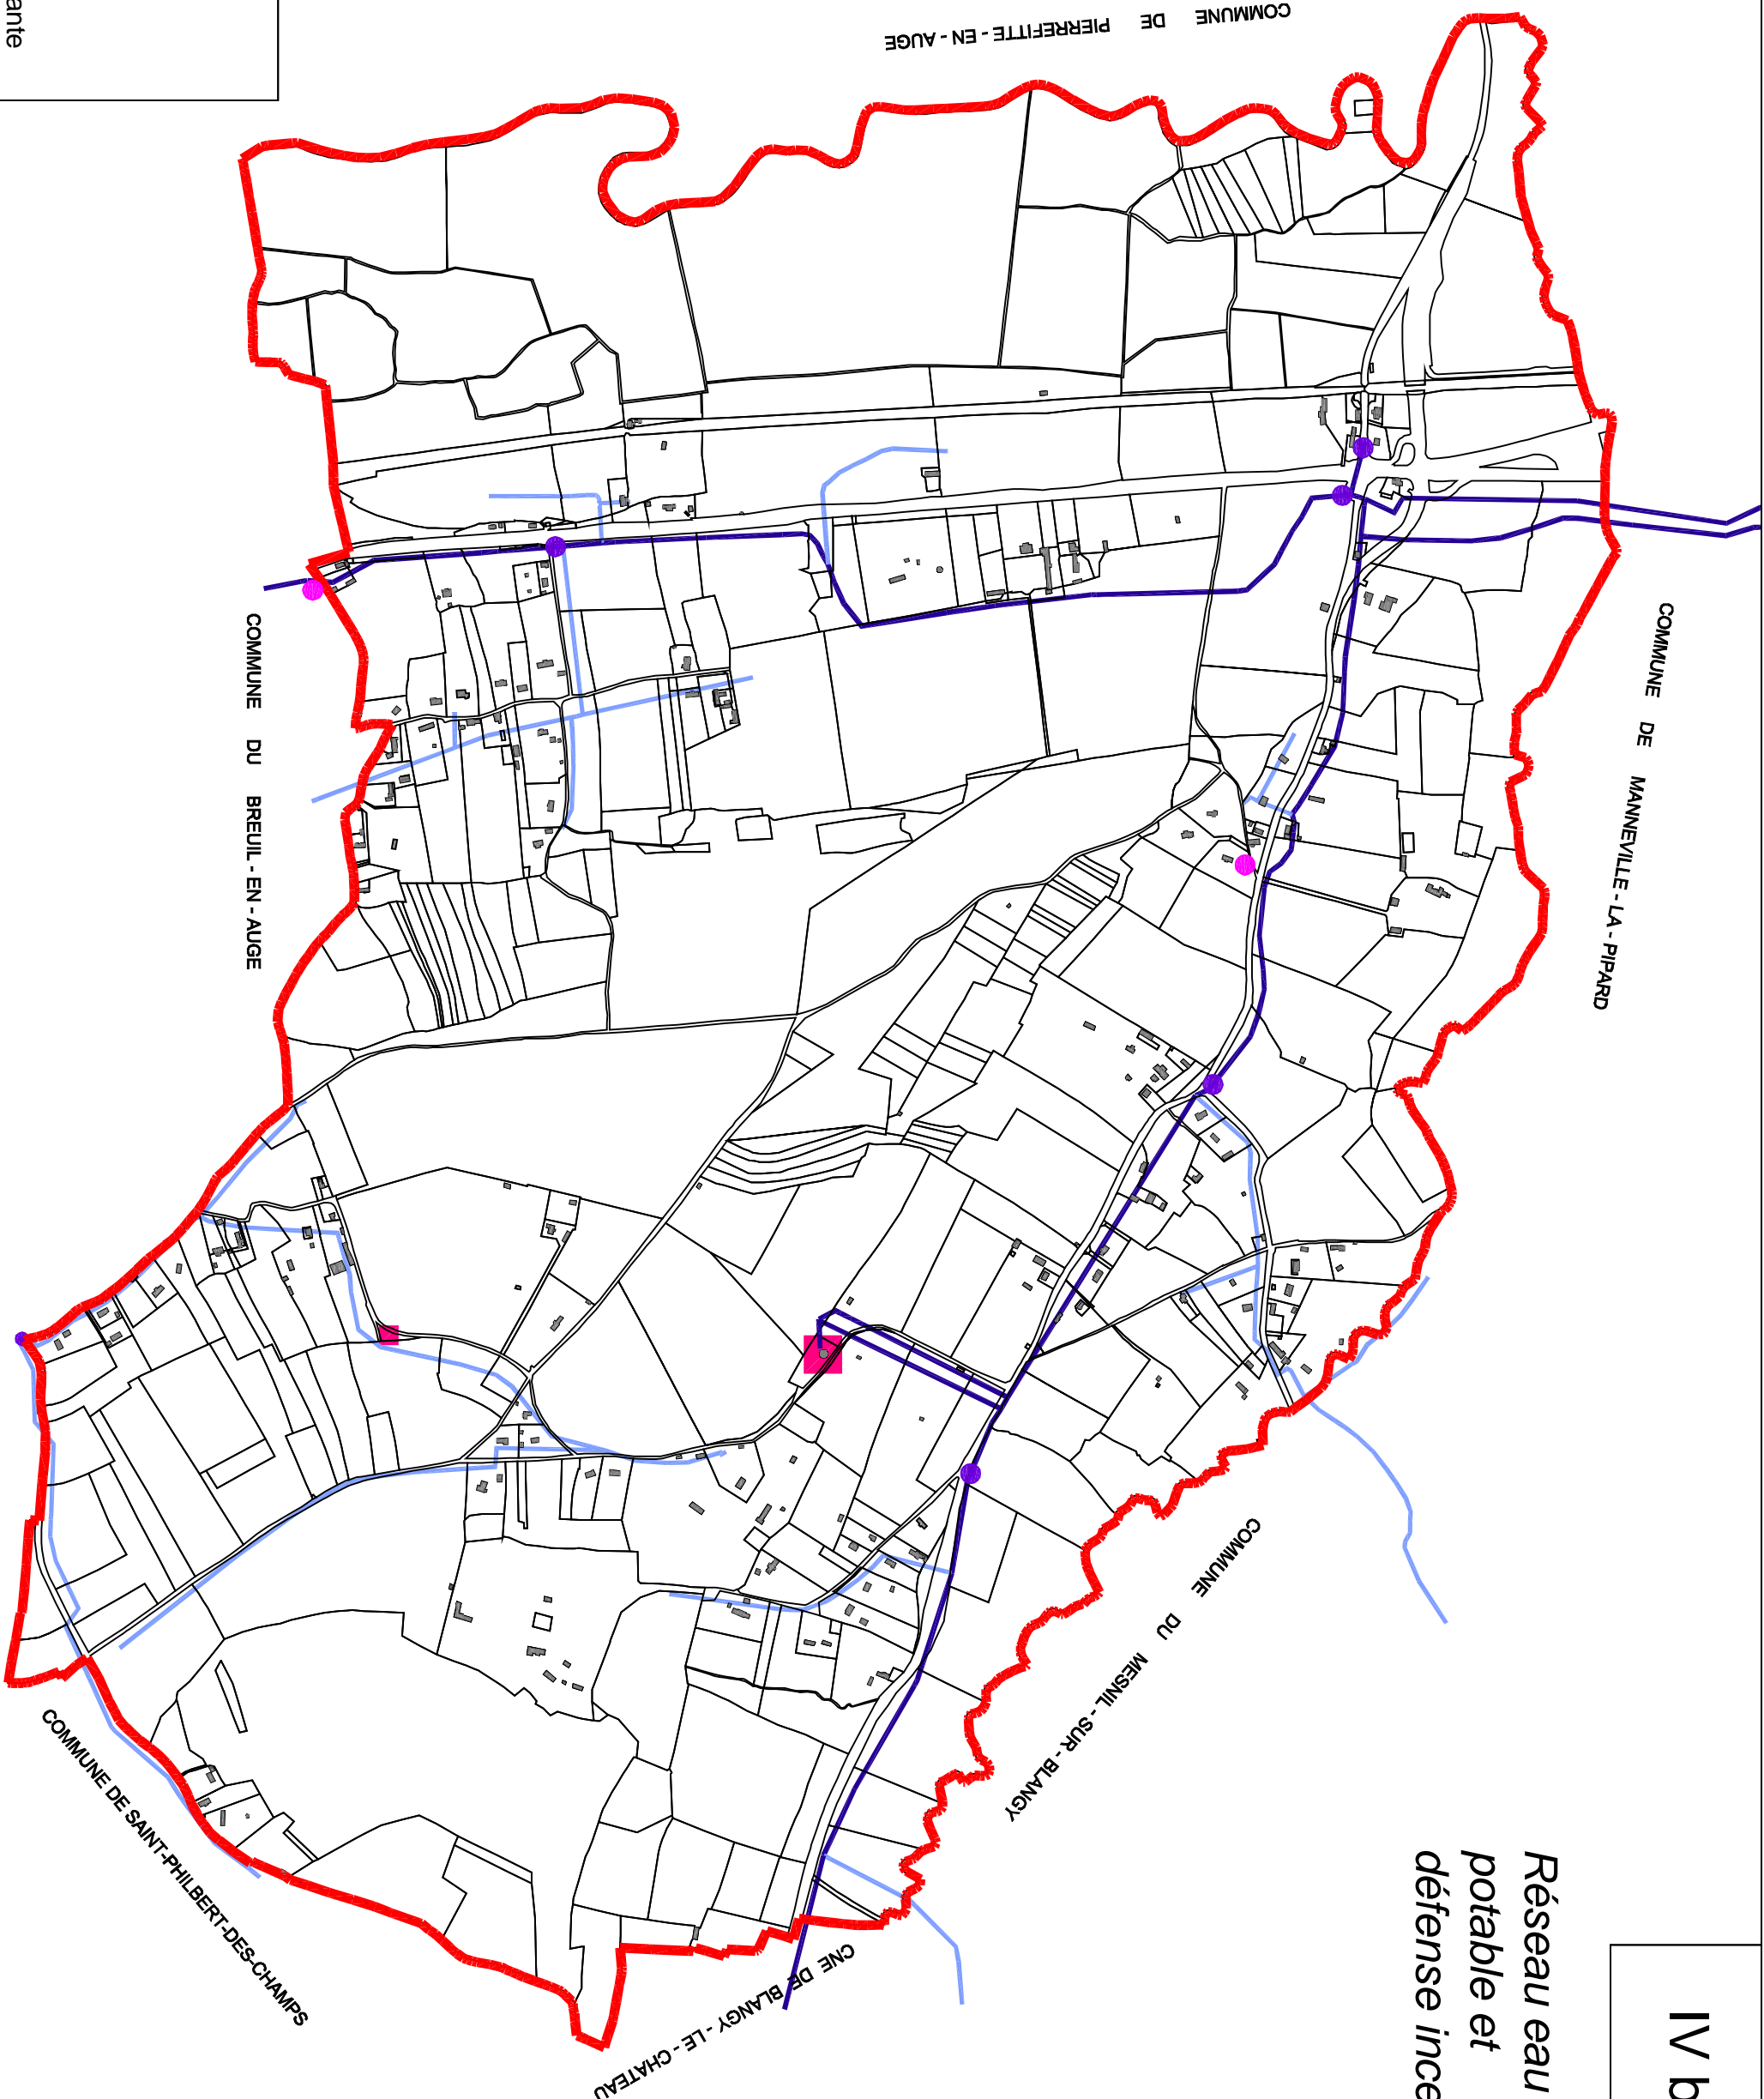 COMMUNE DE PIERREFITTE - EN - AUGE
COMMUNE DE MANNEVILLE - LA - PIPARD
COMMUNE DU BREUIL - EN - AUGE
COMMUNE DU MESNIL - SUR - BLANGY
COMMUNE DE SAINT-PHILBERT-DES-CHAMPS
CNE DE BLANGY - LE - CHATEAU
IV b
Réseau eau
potable et
défense ince
ante